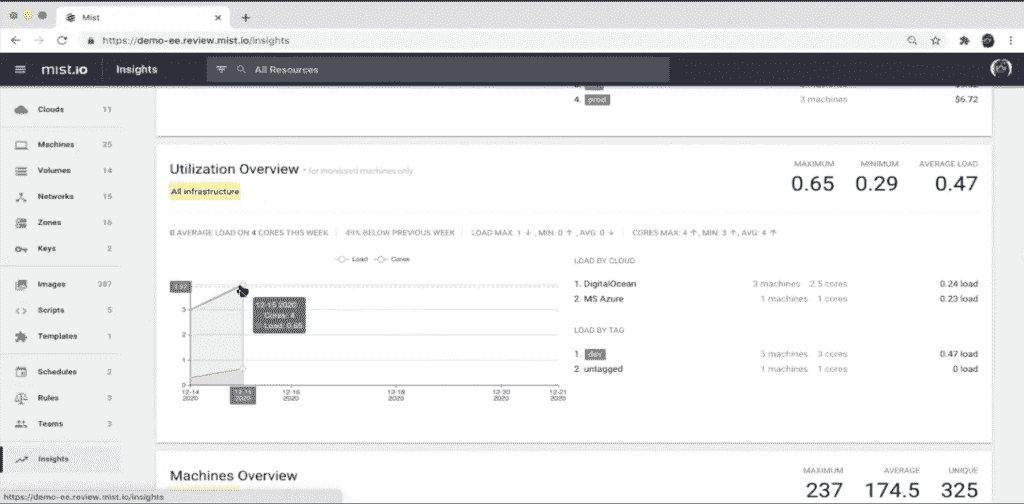 Mist
https://demo-ee.review.mist.io/insights
mist.io Insights All Resources
Clouds 11
Machines 25
Volumes 14
Networks 15
Zones 16
Keys 2
Images 387
Scripts 5
Templates 1
Schedules 2
Rules 3
Teams 3
Insights
https://demo-ee.review.mist.io/insights
4. prod 3 machines $6.72
Utilization Overview * for monitored machines only
All infrastructure
MAXIMUM MINIMUM AVERAGE LOAD
0.65 0.29 0.47
0 AVERAGE LOAD ON 4 CORES THIS WEEK 49% BELOW PREVIOUS WEEK LOAD MAX: 1 ↓, MIN: 0 ↑, AVG: 0 ↓ CORES MAX: 4 ↑, MIN: 3 ↑, AVG: 4 ↑
Load Cores
3
2
1
0
12-15 2020
Cores: 4
Load: 0.65
12-14 2020
12-16 2020
12-18 2020
12-20 2020
12-21 2020
LOAD BY CLOUD
1. DigitalOcean 3 machines 2.5 cores 0.24 load
2. MS Azure 1 machines 1 cores 0.23 load
LOAD BY TAG
1. dev 3 machines 3 cores 0.47 load
2. untagged 1 machines 1 cores 0 load
Machines Overview
MAXIMUM AVERAGE UNIQUE
237 174.5 325